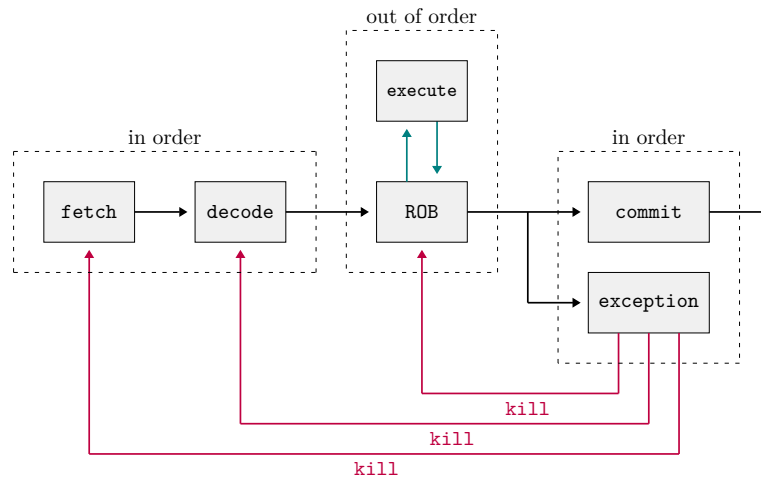 out of order
execute
in order
in order
fetch
decode
ROB
commit
exception
kill
kill
kill